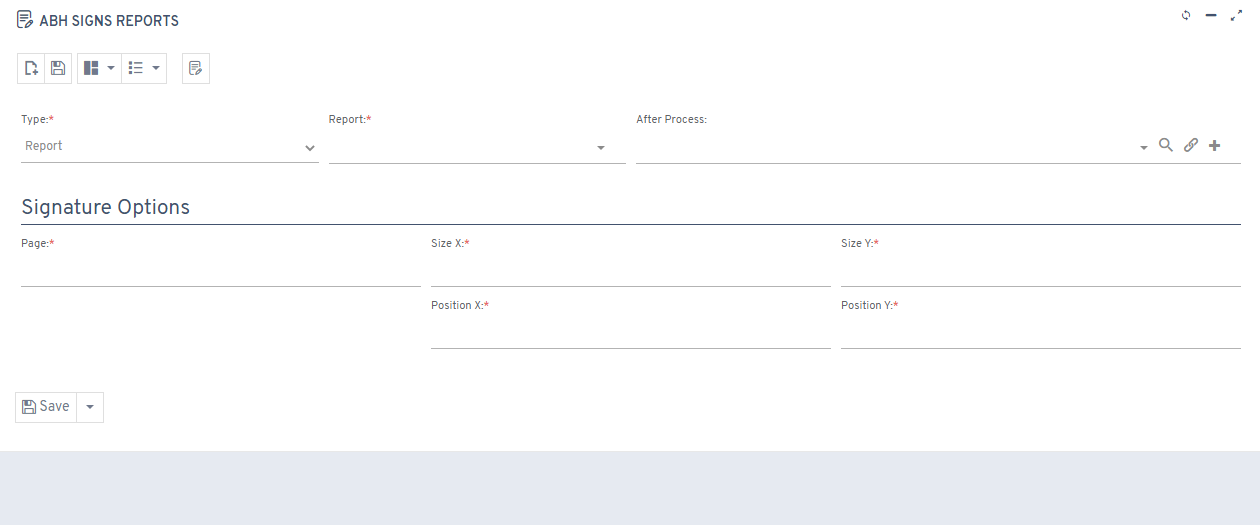 ABH SIGNS REPORTS
Type:* Report:* After Process:
Report
Signature Options
Page:* Size X:* Size Y:*
Position X:* Position Y:*
Save